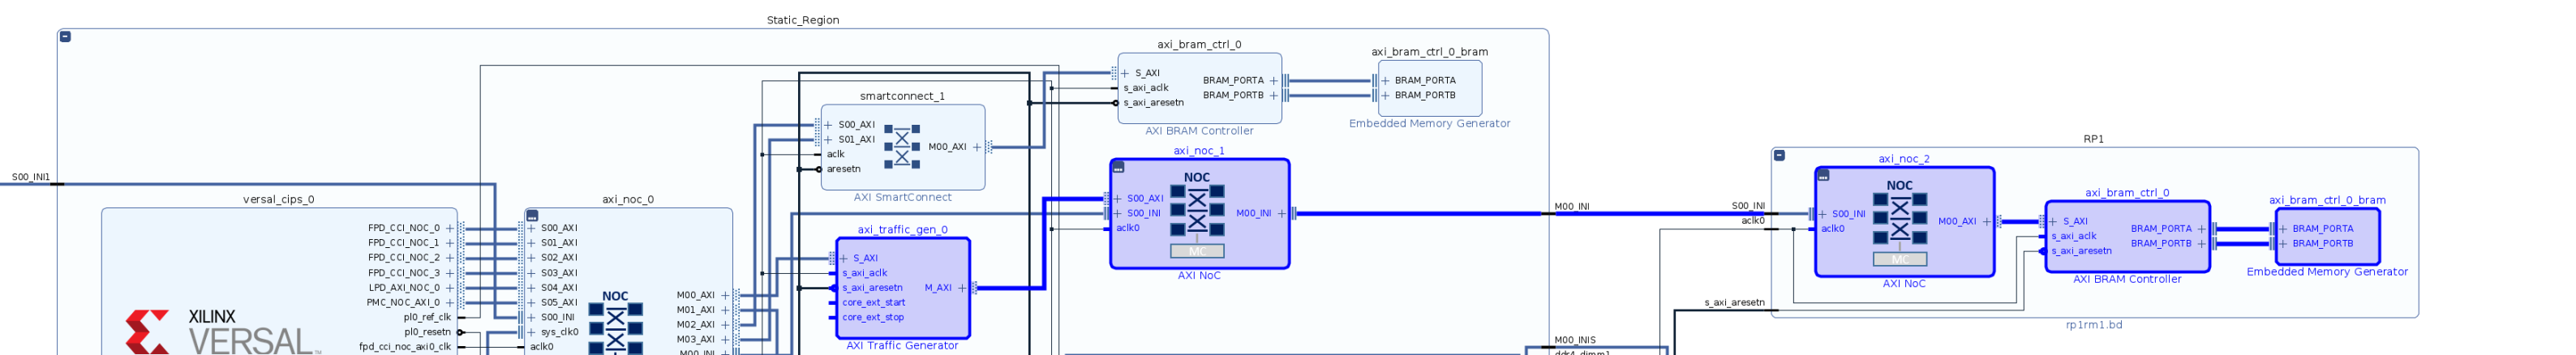 Static_Region
axi_bram_ctrl_0
S_AXI
s_axi_aclk
s_axi_aresetn
BRAM_PORTA
BRAM_PORTB
AXI BRAM Controller
axi_bram_ctrl_0_bram
BRAM_PORTA
BRAM_PORTB
Embedded Memory Generator
smartconnect_1
S00_AXI
S01_AXI
aclk
aresetn
M00_AXI
AXI SmartConnect
axi_noc_1
NOC
S00_AXI
S00_INI
aclk0
M00_INI
MC
AXI NoC
S00_INI1
versal_cips_0
FPD_CCI_NOC_0
FPD_CCI_NOC_1
FPD_CCI_NOC_2
FPD_CCI_NOC_3
LPD_AXI_NOC_0
PMC_NOC_AXI_0
pl0_ref_clk
pl0_resetn
fpd_cci_noc_axi0_clk
XILINX
VERSAL™
axi_noc_0
S00_AXI
S01_AXI
S02_AXI
S03_AXI
S04_AXI
S05_AXI
S00_INI
sys_clk0
aclk0
NOC
M00_AXI
M01_AXI
M02_AXI
M03_AXI
M00_INI
axi_traffic_gen_0
S_AXI
s_axi_aclk
s_axi_aresetn
core_ext_start
core_ext_stop
M_AXI
AXI Traffic Generator
M00_INI
M00_INIS
ddr4_dimm1
RP1
S00_INI
aclk0
s_axi_aresetn
axi_noc_2
NOC
S00_INI
aclk0
M00_AXI
MC
AXI NoC
axi_bram_ctrl_0
S_AXI
s_axi_aclk
s_axi_aresetn
BRAM_PORTA
BRAM_PORTB
AXI BRAM Controller
axi_bram_ctrl_0_bram
BRAM_PORTA
BRAM_PORTB
Embedded Memory Generator
rp1rm1.bd